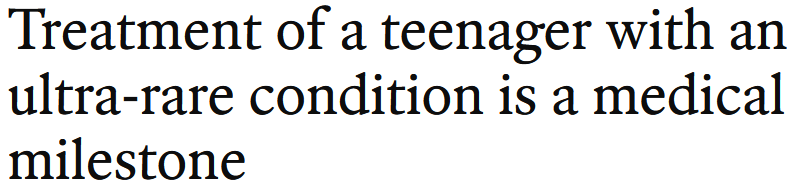 Treatment of a teenager with an
ultra-rare condition is a medical
milestone